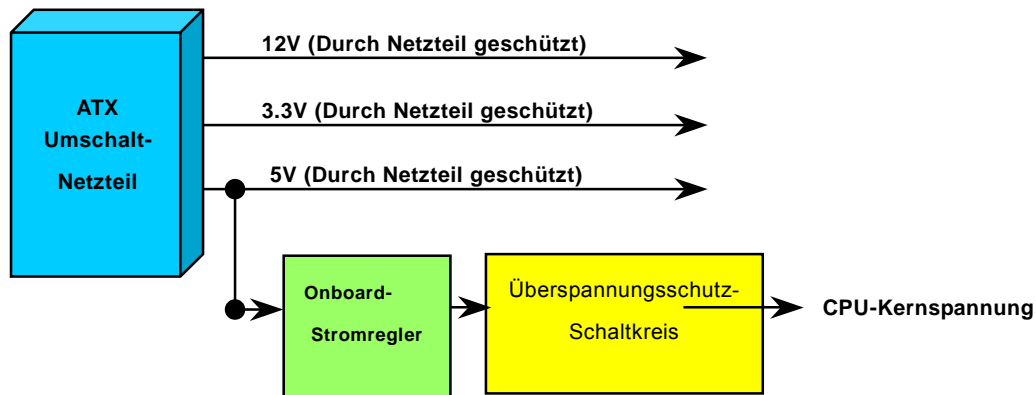 12V (Durch Netzteil geschützt)
ATX
Umschalt-
Netzteil
3.3V (Durch Netzteil geschützt)
5V (Durch Netzteil geschützt)
Onboard-
Stromregler
Überspannungsschutz-
Schaltkreis
CPU-Kernspannung